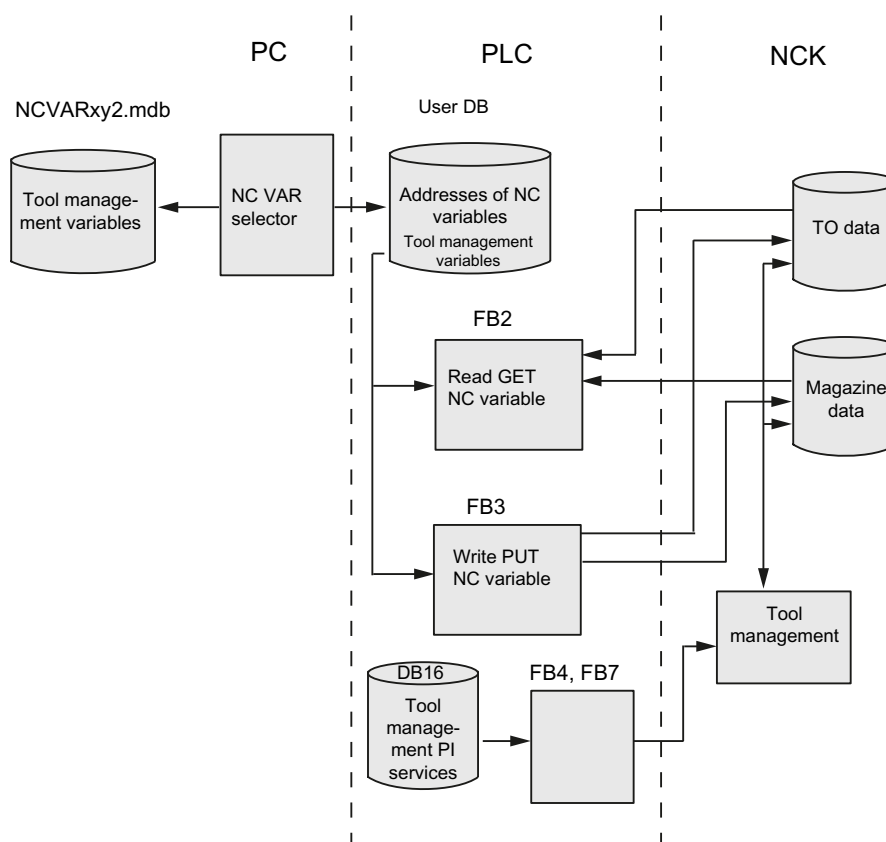 PC
PLC
NCK
NCVARxy2.mdb
User DB
Tool manage-
ment variables
NC VAR
selector
Addresses of NC
variables
Tool management
variables
TO data
FB2
Read GET
NC variable
Magazine
data
FB3
Write PUT
NC variable
Tool
management
DB16
Tool
manage-
ment PI
services
FB4, FB7